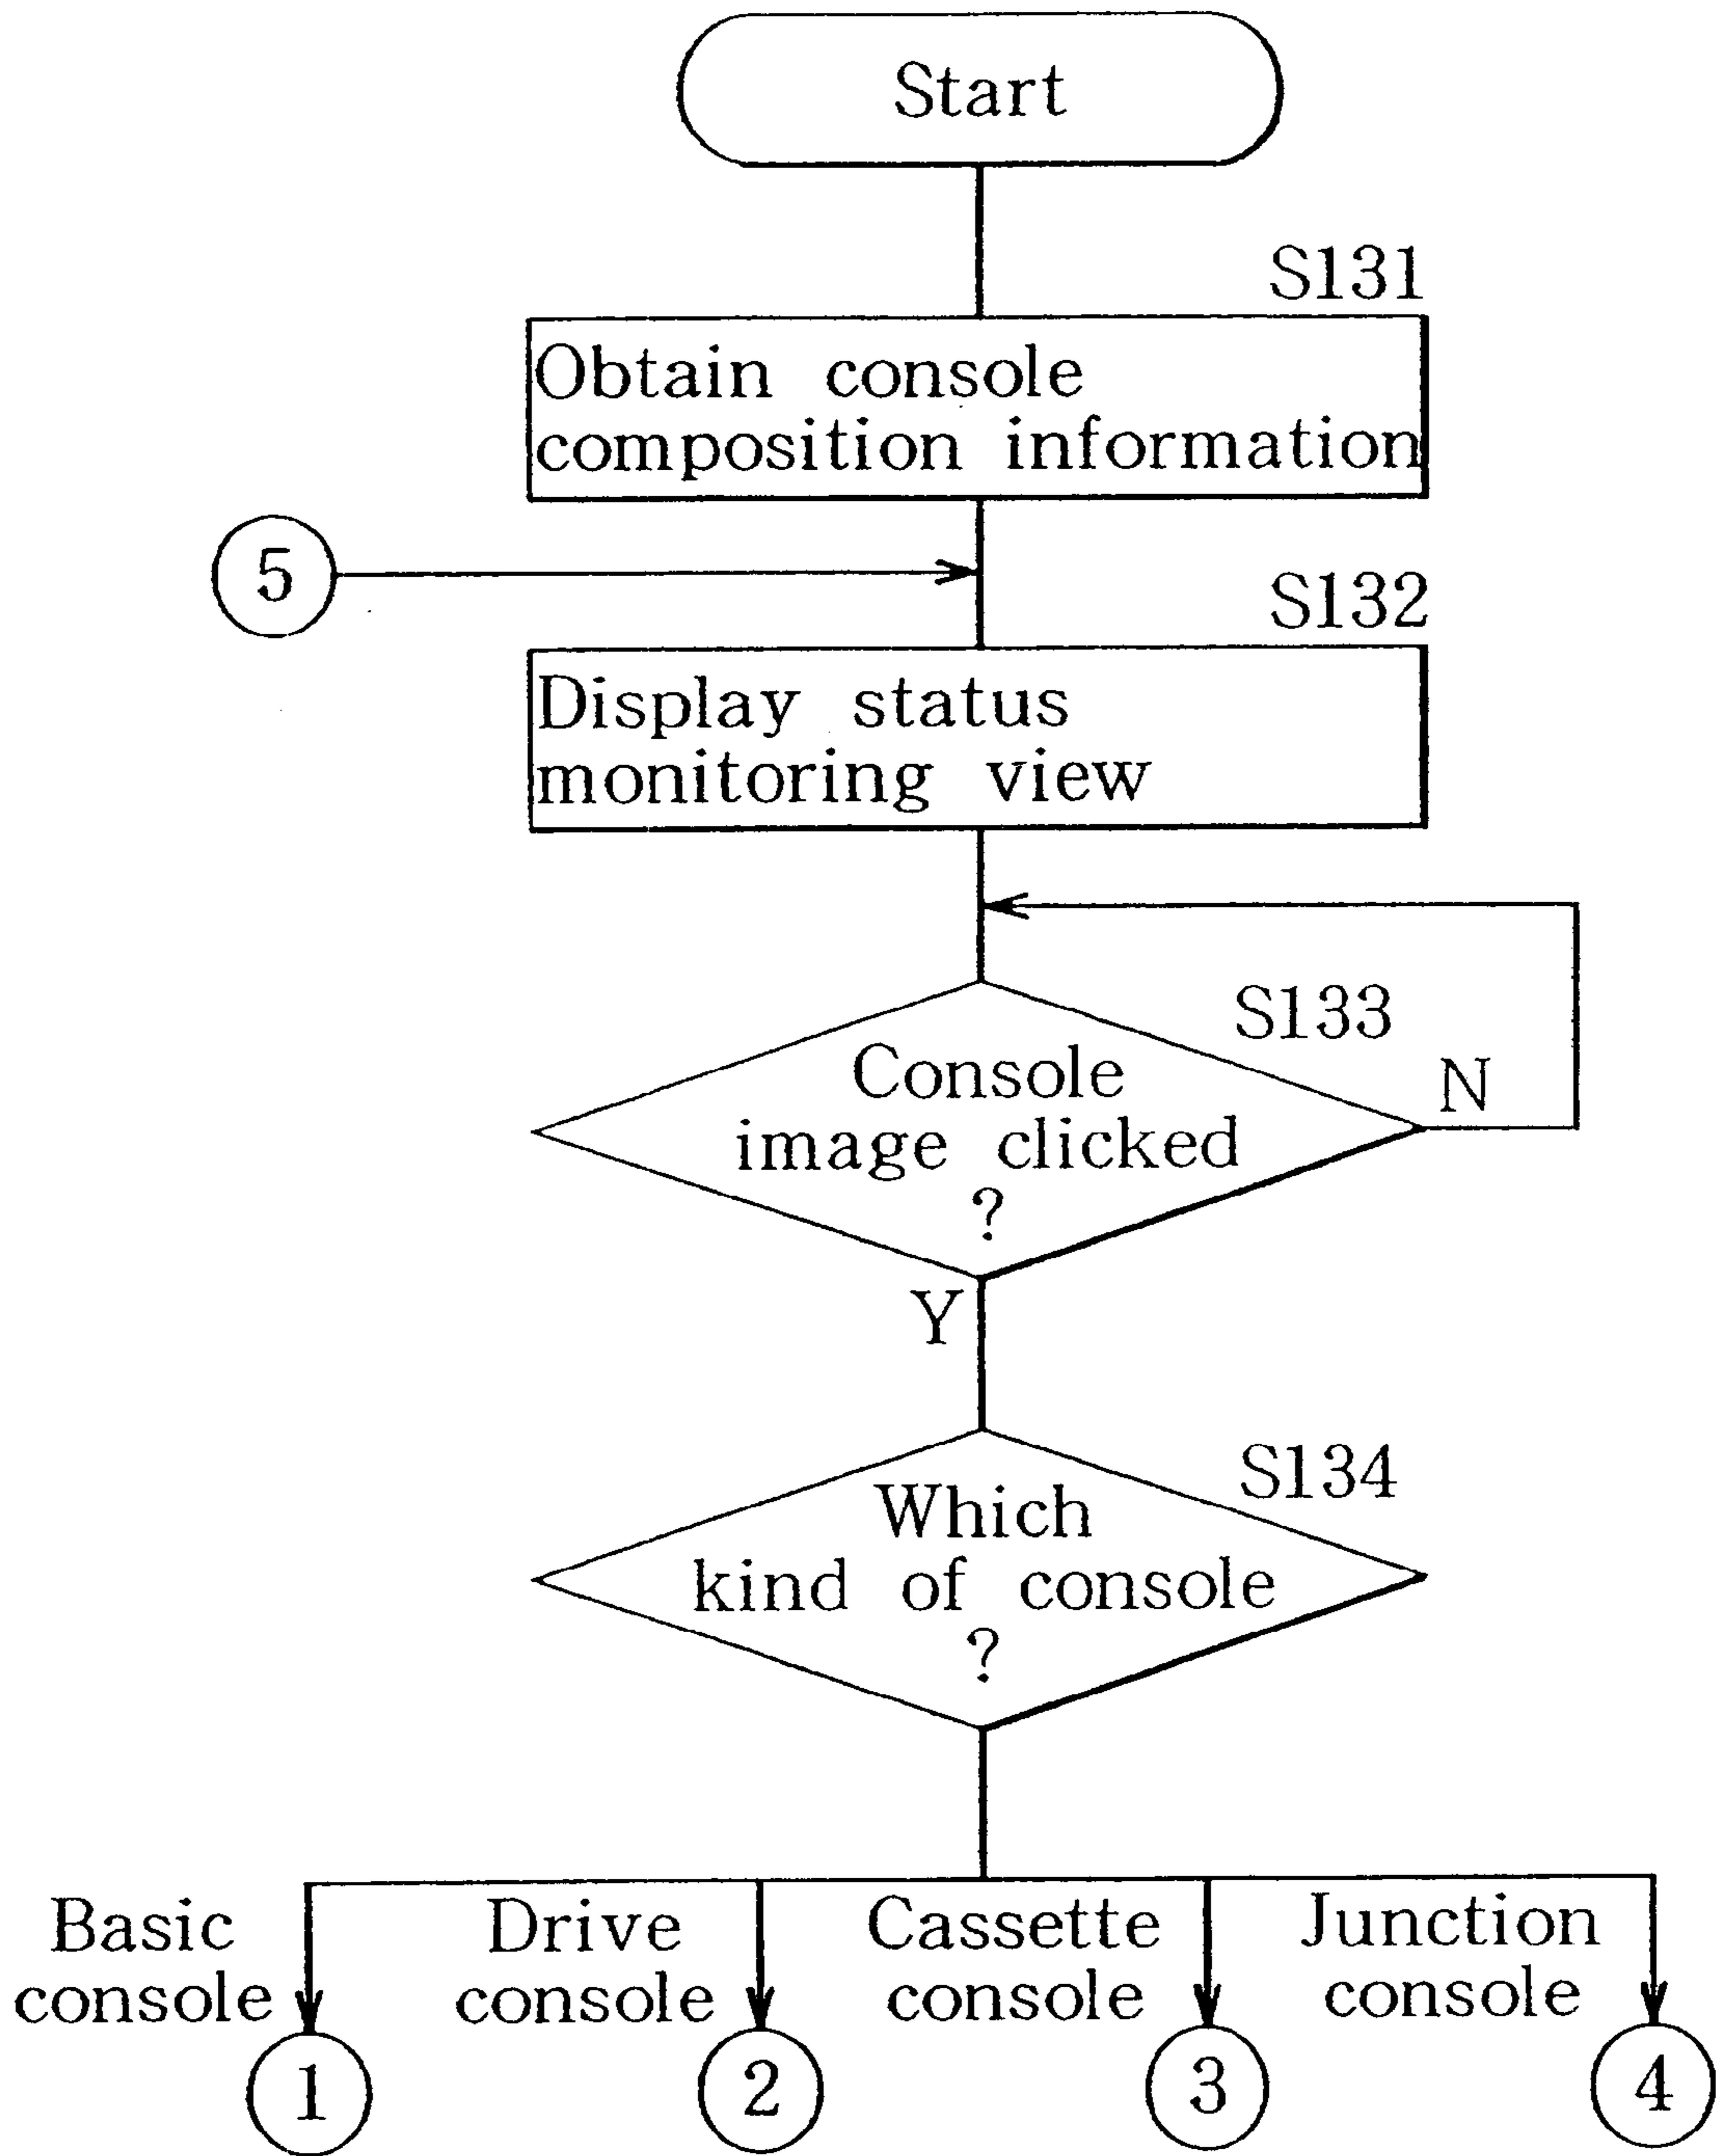 Start
S131
Obtain console
composition information
5
S132
Display status
monitoring view
S133
Console
image clicked
?
N
Y
S134
Which
kind of console
?
Basic
console
Drive
console
Cassette
console
Junction
console
1
2
3
4